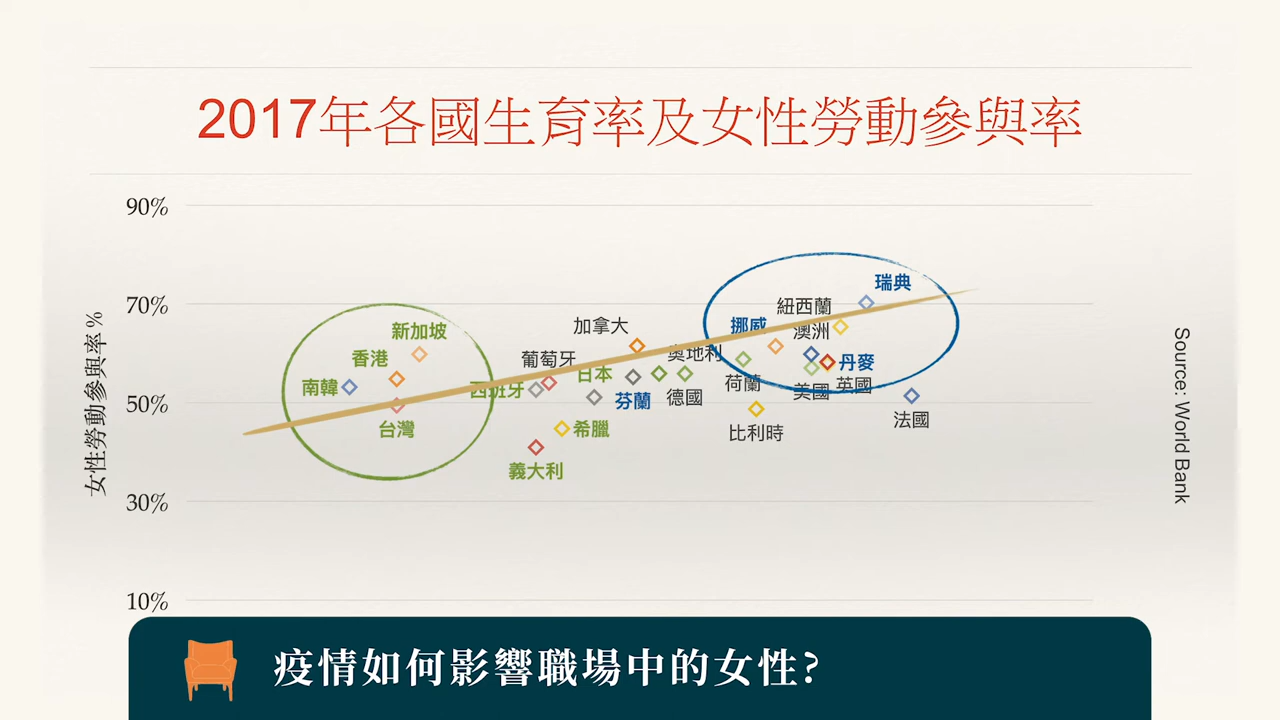 2017年各國生育率及女性勞動參與率
90%
70%
50%
30%
10%
女性勞動參與率 %
Source: World Bank
瑞典
紐西蘭
挪威
澳洲
新加坡
加拿大
香港
葡萄牙
奧地利
丹麥
南韓
西班牙
日本
荷蘭
美國
英國
芬蘭
德國
法國
台灣
希臘
比利時
義大利
疫情如何影響職場中的女性?